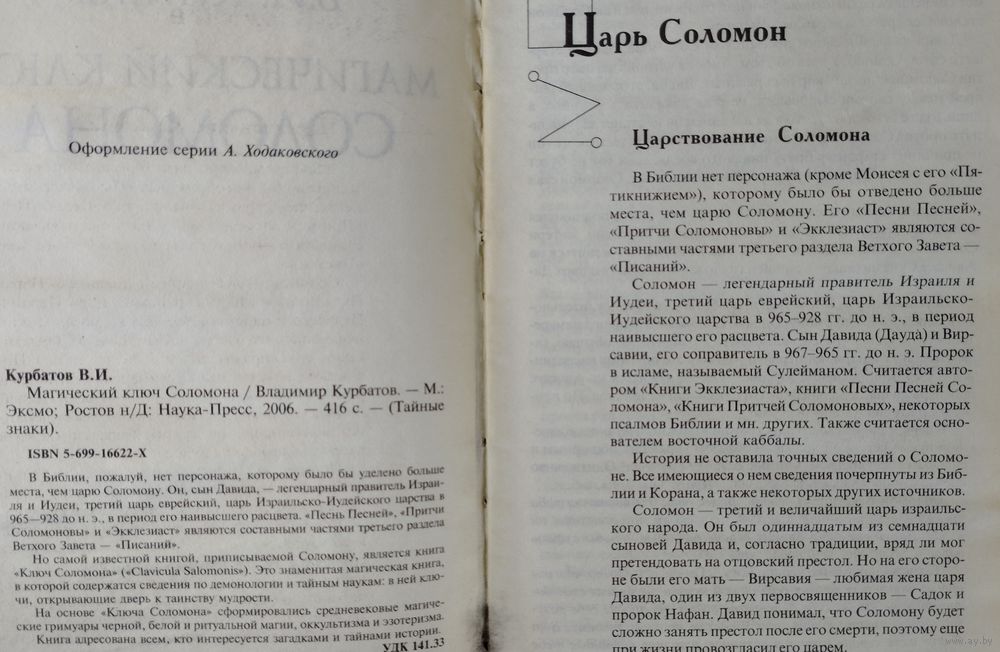 Оформление серии А. Ходаковского
Курбатов В.И.
Магический ключ Соломона / Владимир Курбатов. — М.:
Эксмо; Ростов н/Д: Наука-Пресс, 2006. — 416 с. — (Тайные
знаки).
ISBN 5-699-16622-X
В Библии, пожалуй, нет персонажа, которому было бы уделено больше
места, чем царю Соломону. Он, сын Давида, — легендарный правитель Израи-
ля и Иудеи, третий царь еврейский, царь Израильско-Иудейского царства в
965—928 до н. э., в период его наивысшего расцвета. «Песнь Песней», «Притчи
Соломоновы» и «Экклезиаст» являются составными частями третьего раздела
Ветхого Завета — «Писаний».
Но самой известной книгой, приписываемой Соломону, является книга
«Ключ Соломона» («Clavicula Salomonis»). Это знаменитая магическая книга,
в которой содержатся сведения по демонологии и тайным наукам: в ней клю-
чи, открывающие дверь к таинству мудрости.
На основе «Ключа Соломона» сформировались средневековые магиче-
ские гримуары черной, белой и ритуальной магии, оккультизма и эзотеризма.
Книга адресована всем, кто интересуется загадками и тайнами истории.
УДК 141.33
Царь Соломон
Царствование Соломона
В Библии нет персонажа (кроме Моисея с его «Пя-
тикнижием»), которому было бы отведено больше
места, чем царю Соломону. Его «Песни Песней»,
«Притчи Соломоновы» и «Экклезиаст» являются со-
ставными частями третьего раздела Ветхого Завета —
«Писаний».
Соломон — легендарный правитель Израиля и
Иудеи, третий царь еврейский, царь Израильско-
Иудейского царства в 965–928 гг. до н. э., в период
наивысшего его расцвета. Сын Давида (Дауда) и Вир-
савии, его соправитель в 967–965 гг. до н. э. Пророк
в исламе, называемый Сулейманом. Считается авто-
ром «Книги Экклезиаста», книги «Песни Песней Со-
ломона», «Книги Притчей Соломоновых», некоторых
псалмов Библии и мн. других. Также считается осно-
вателем восточной каббалы.
История не оставила точных сведений о Соломо-
не. Все имеющиеся о нем сведения почерпнуты из Биб-
лии и Корана, а также некоторых других источников.
Соломон — третий и величайший царь израильс-
кого народа. Он был одиннадцатым из семнадцати
сыновей Давида и, согласно традиции, вряд ли мог
претендовать на отцовский престол. Но на его сторо-
не были его мать — Вирсавия — любимая жена царя
Давида, один из двух первосвященников — Садок и
пророк Нафан. Давид понимал, что Соломону будет
сложно занять престол после его смерти, поэтому еще
при жизни провозгласил его царем.
www.ay.by